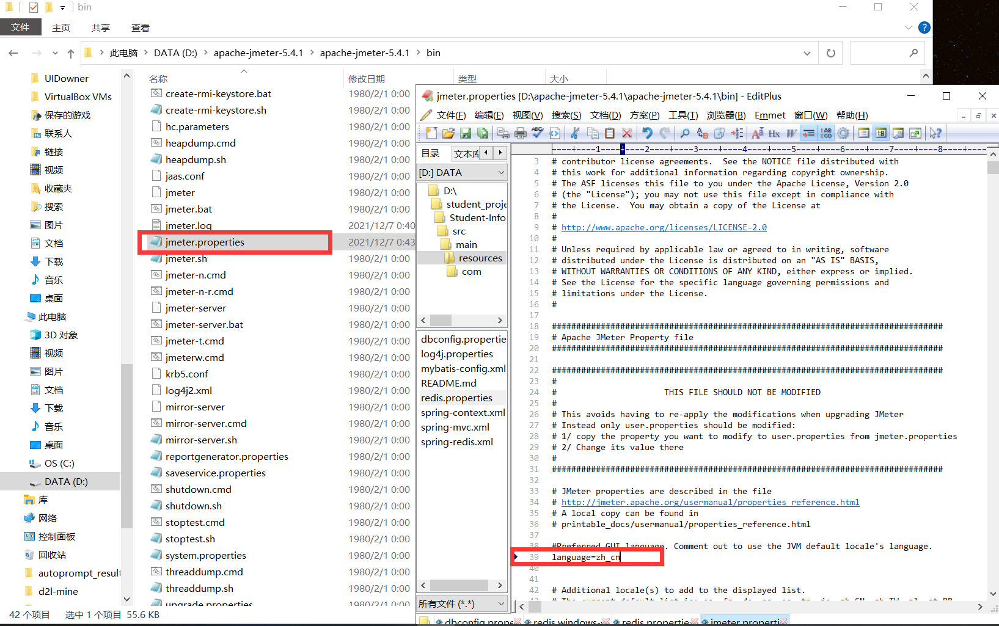 bin
文件 主页 共享 查看
此电脑 DATA (D:) apache-jmeter-5.4.1 apache-jmeter-5.4.1 bin
UIDowner
VirtualBox VMs
保存的游戏
联系人
链接
视频
收藏夹
搜索
图片
文档
下载
音乐
桌面
此电脑
3D 对象
视频
图片
文档
下载
音乐
桌面
OS (C:)
DATA (D:)
库
网络
控制面板
回收站
autoprompt_result
d2l-mine
名称 修改日期 类型 大小
create-rmi-keystore.bat 1980/2/1 0:00
create-rmi-keystore.sh 1980/2/1 0:00
hc.parameters 1980/2/1 0:00
heapdump.cmd 1980/2/1 0:00
heapdump.sh 1980/2/1 0:00
jaas.conf 1980/2/1 0:00
jmeter 1980/2/1 0:00
jmeter.bat 1980/2/1 0:00
jmeter.log 2021/12/7 0:40
jmeter.properties 2021/12/7 0:43
jmeter.sh 1980/2/1 0:00
jmeter-n.cmd 1980/2/1 0:00
jmeter-n-r.cmd 1980/2/1 0:00
jmeter-server 1980/2/1 0:00
jmeter-server.bat 1980/2/1 0:00
jmeter-t.cmd 1980/2/1 0:00
jmeterw.cmd 1980/2/1 0:00
krb5.conf 1980/2/1 0:00
log4j2.xml 1980/2/1 0:00
mirror-server 1980/2/1 0:00
mirror-server.cmd 1980/2/1 0:00
mirror-server.sh 1980/2/1 0:00
reportgenerator.properties 1980/2/1 0:00
saveservice.properties 1980/2/1 0:00
shutdown.cmd 1980/2/1 0:00
shutdown.sh 1980/2/1 0:00
stoptest.cmd 1980/2/1 0:00
stoptest.sh 1980/2/1 0:00
system.properties 1980/2/1 0:00
threaddump.cmd 1980/2/1 0:00
threaddump.sh 1980/2/1 0:00
upgrade.properties 1980/2/1 0:00
42 个项目 选中 1 个项目 55.6 KB
jmeter.properties [D:\apache-jmeter-5.4.1\apache-jmeter-5.4.1\bin] - EditPlus
文件(F) 编辑(E) 视图(V) 搜索(S) 文档(D) 方案(P) 工具(T) 浏览器(B) Emmet 窗口(W) 帮助(H)
目录 文本库
[D:] DATA
D:\
student_proje
Student-Info
src
main
resources
com
dbconfig.propertie
log4j.properties
mybatis-config.xml
README.md
redis.properties
spring-context.xml
spring-mvc.xml
spring-redis.xml
所有文件 (*.*)
----+----1----+----2----+----3----+----4----+----5----+----6----+----7----+----8----+----
3 # contributor license agreements.  See the NOTICE file distributed with
4 # this work for additional information regarding copyright ownership.
5 # The ASF licenses this file to you under the Apache License, Version 2.0
6 # (the "License"); you may not use this file except in compliance with
7 # the License.  You may obtain a copy of the License at
8 #
9 # http://www.apache.org/licenses/LICENSE-2.0
10 #
11 # Unless required by applicable law or agreed to in writing, software
12 # distributed under the License is distributed on an "AS IS" BASIS,
13 # WITHOUT WARRANTIES OR CONDITIONS OF ANY KIND, either express or implied.
14 # See the License for the specific language governing permissions and
15 # limitations under the License.
16 #
17
18 ################################################################################
19 # Apache JMeter Property file
20 ################################################################################
21
22 ################################################################################
23 #
24 # THIS FILE SHOULD NOT BE MODIFIED
25 #
26 # This avoids having to re-apply the modifications when upgrading JMeter
27 # Instead only user.properties should be modified:
28 # 1/ copy the property you want to modify to user.properties from jmeter.properties
29 # 2/ Change its value there
30 #
31 ################################################################################
32
33 # JMeter properties are described in the file
34 # http://jmeter.apache.org/usermanual/properties_reference.html
35 # A local copy can be found in
36 # printable_docs/usermanual/properties_reference.html
37
38 #Preferred GUI language. Comment out to use the JVM default locale's language.
39 language=zh_cn
40
41
42 # Additional locale(s) to add to the displayed list.
dbconfig.prope redis.windows- redis.propertie jmeter.properti